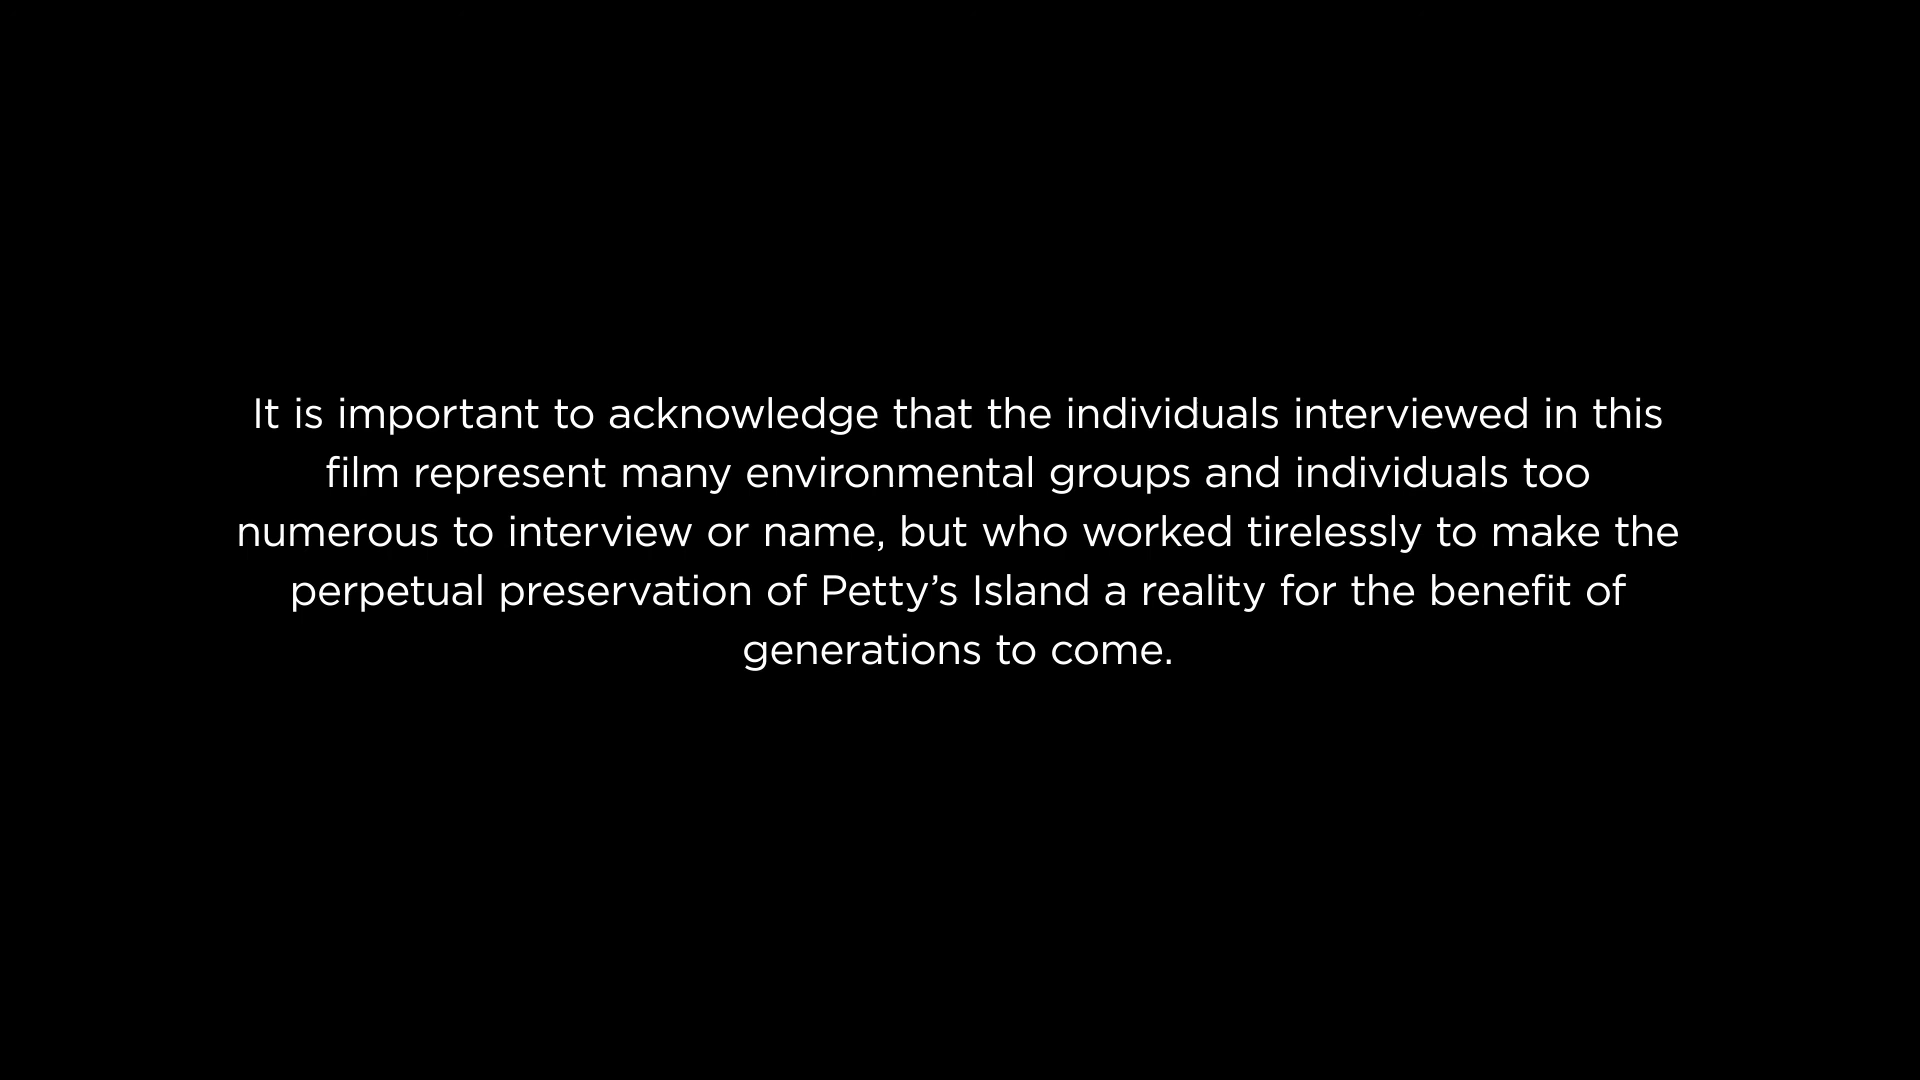 It is important to acknowledge that the individuals interviewed in this
film represent many environmental groups and individuals too
numerous to interview or name, but who worked tirelessly to make the
perpetual preservation of Petty’s Island a reality for the benefit of
generations to come.